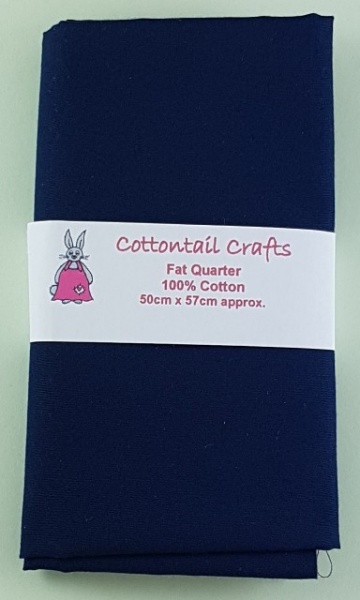 Cottontail Crafts
Fat Quarter
100% Cotton
50cm x 57cm approx.